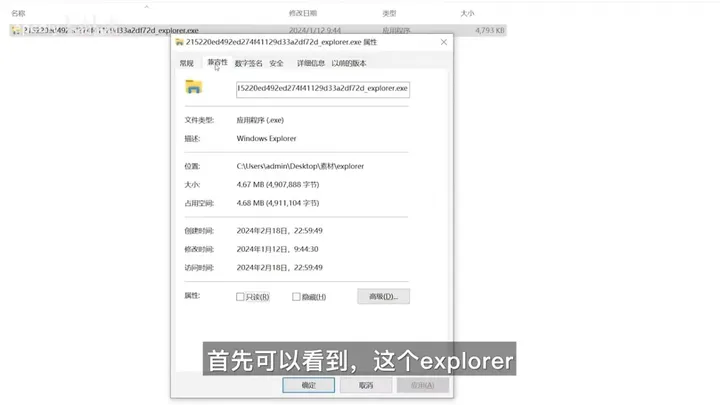 名称 修改日期 类型 大小
215220ed492ed274f41129d33a2df72d_explorer.exe 2024/1/12 9:44 应用程序 4,793 KB
215220ed492ed274f41129d33a2df72d_explorer.exe 属性
常规 兼容性 数字签名 安全 详细信息 以前的版本
15220ed492ed274f41129d33a2df72d_explorer.exe
文件类型: 应用程序 (.exe)
描述: Windows Explorer
位置: C:\Users\admin\Desktop\素材\explorer
大小: 4.67 MB (4,907,888 字节)
占用空间: 4.68 MB (4,911,104 字节)
创建时间: 2024年2月18日, 22:59:49
修改时间: 2024年1月12日, 9:44:30
访问时间: 2024年2月18日, 22:59:49
属性: 只读(R) 隐藏(H) 高级(D)...
首先可以看到，这个explorer
确定 取消 应用(A)